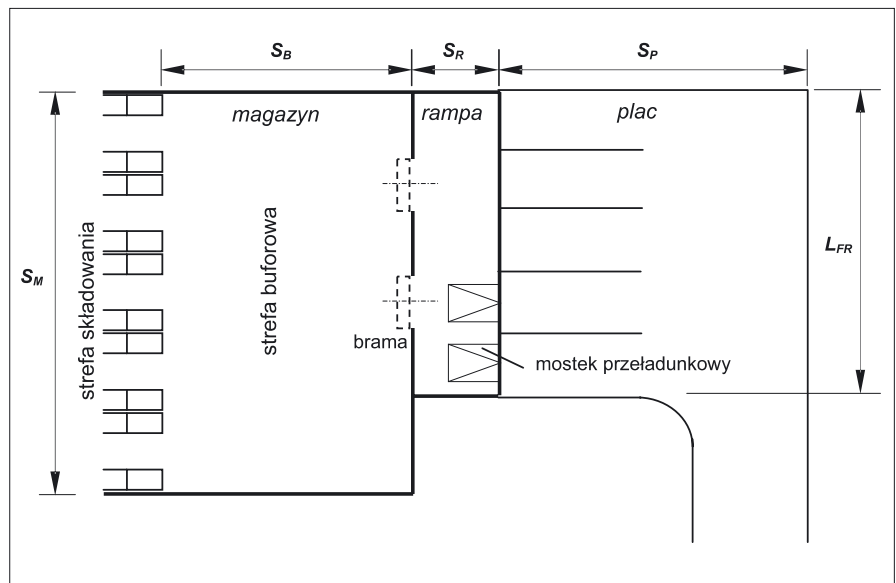 S_B
S_R
S_P
magazyn
rampa
plac
S_M
strefa składowania
strefa buforowa
L_FR
brama
mostek przeładunkowy